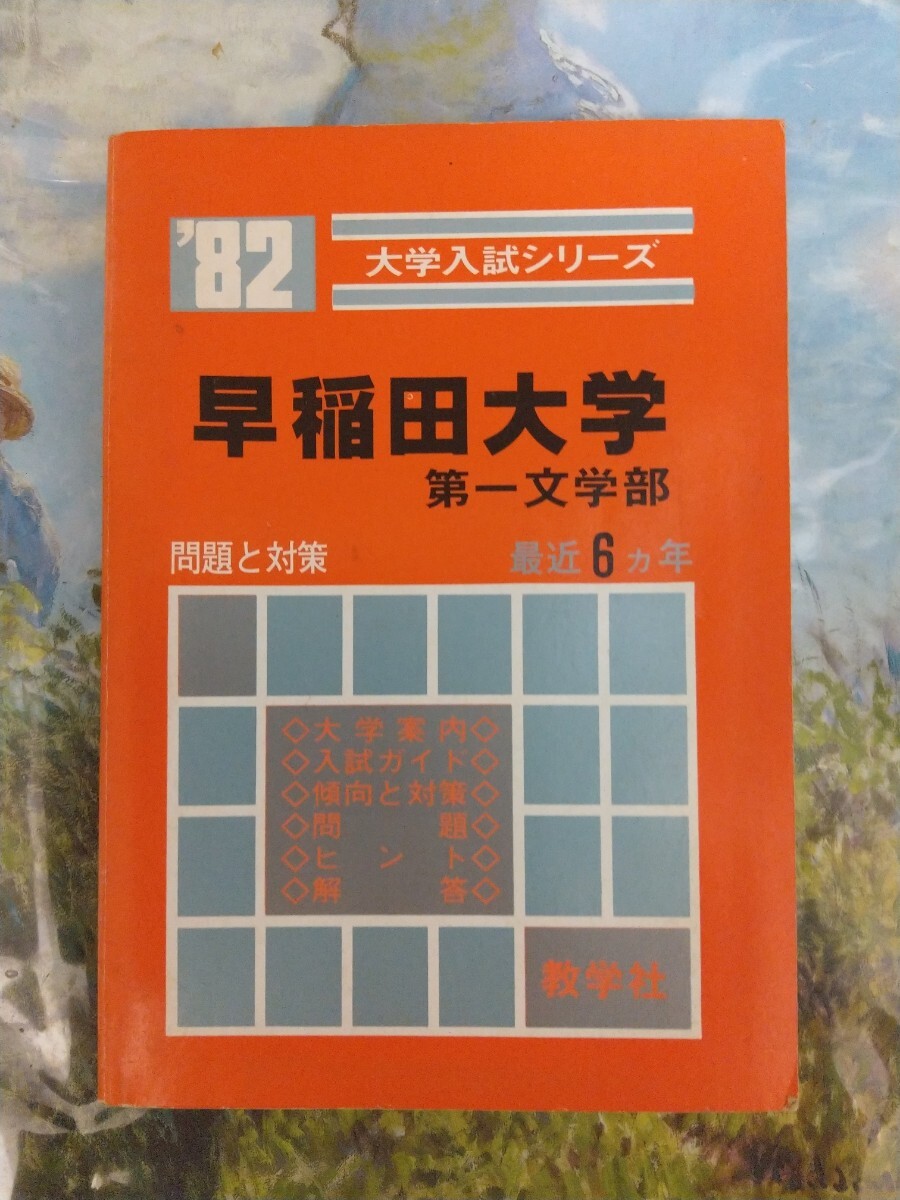 '82
大学入試シリーズ
早稲田大学
第一文学部
問題と対策
最近6ヵ年
◇大学案内◇
◇入試ガイド◇
◇傾向と対策◇
◇問題◇
◇ヒント◇
◇解答◇
教学社